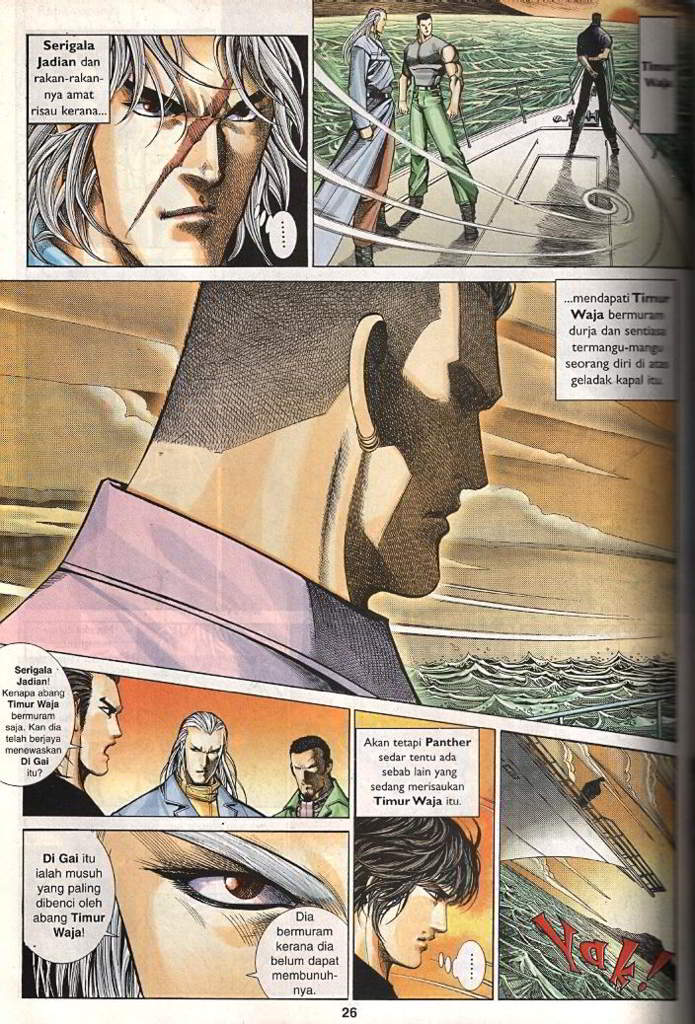 Serigala
Jadian dan
rakan-rakan-
nya amat
risau kerana...
......
Timur
Waja
...mendapati Timur
Waja bermuram
durja dan sentiasa
termangu-mangu
seorang diri di atas
geladak kapal itu.
Serigala
Jadian!
Kenapa abang
Timur Waja
bermuram
saja. Kan dia
telah berjaya
menewaskan
Di Gai
itu?
Akan tetapi Panther
sedar tentu ada
sebab lain yang
sedang merisaukan
Timur Waja itu.
Di Gai itu
ialah musuh
yang paling
dibenci oleh
abang Timur
Waja!
Dia
bermuram
kerana dia
belum dapat
membunuh-
nya.
......
Yak!
26